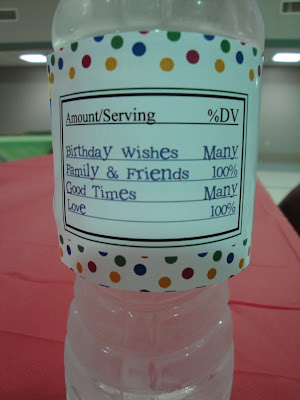 Amount/Serving %DV
Birthday Wishes Many
Family & Friends 100%
Good Times Many
Love 100%